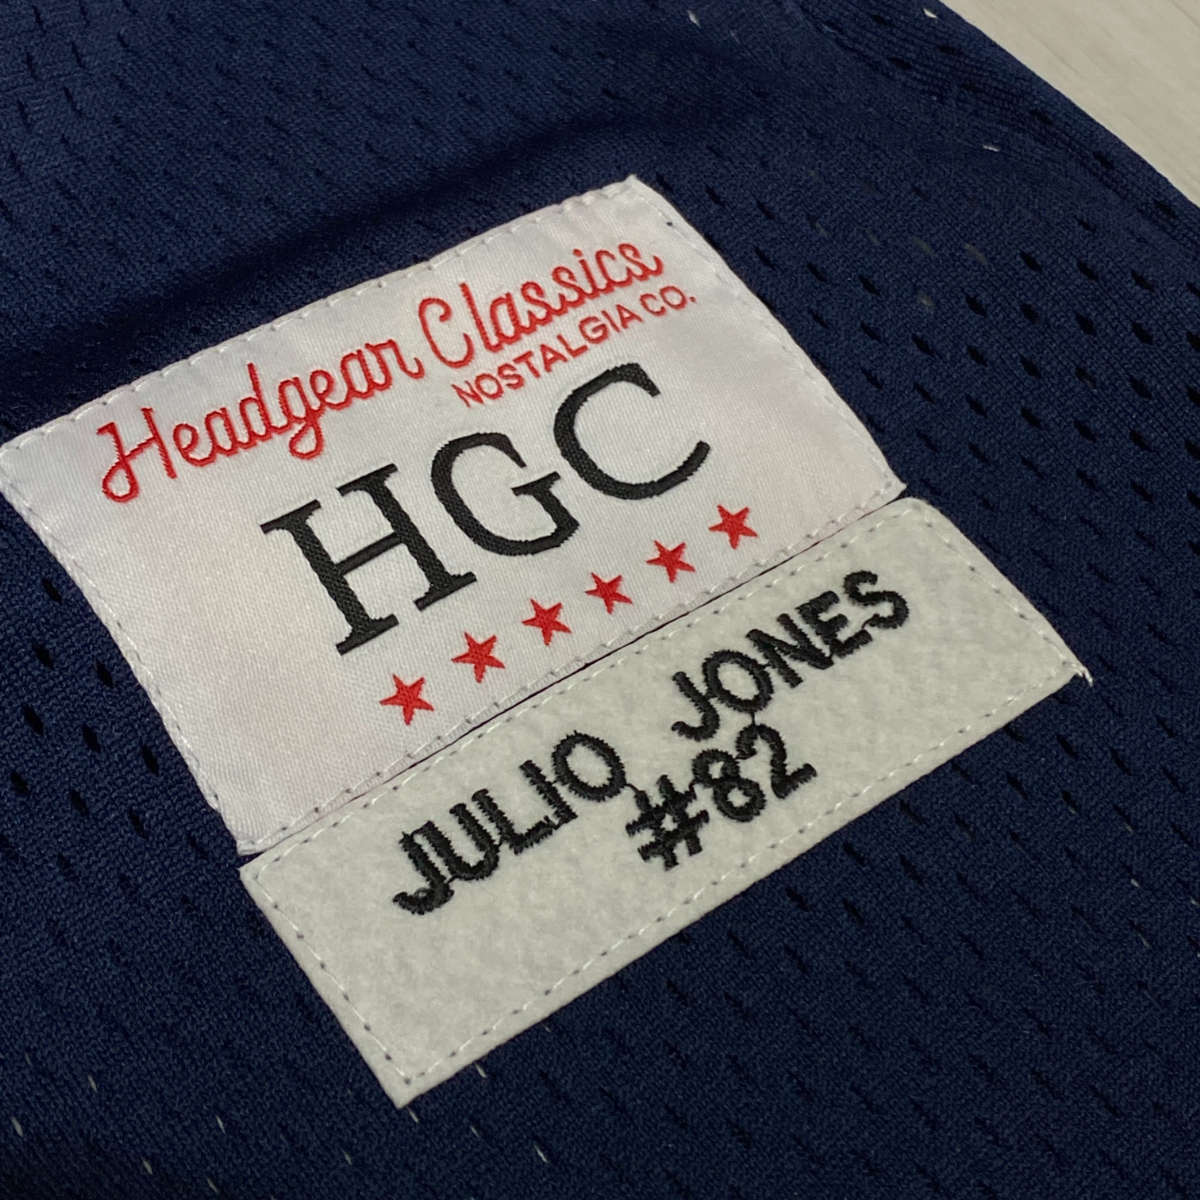 Headgear Classics
NOSTALGIA CO.
HGC
JULIO JONES
#82